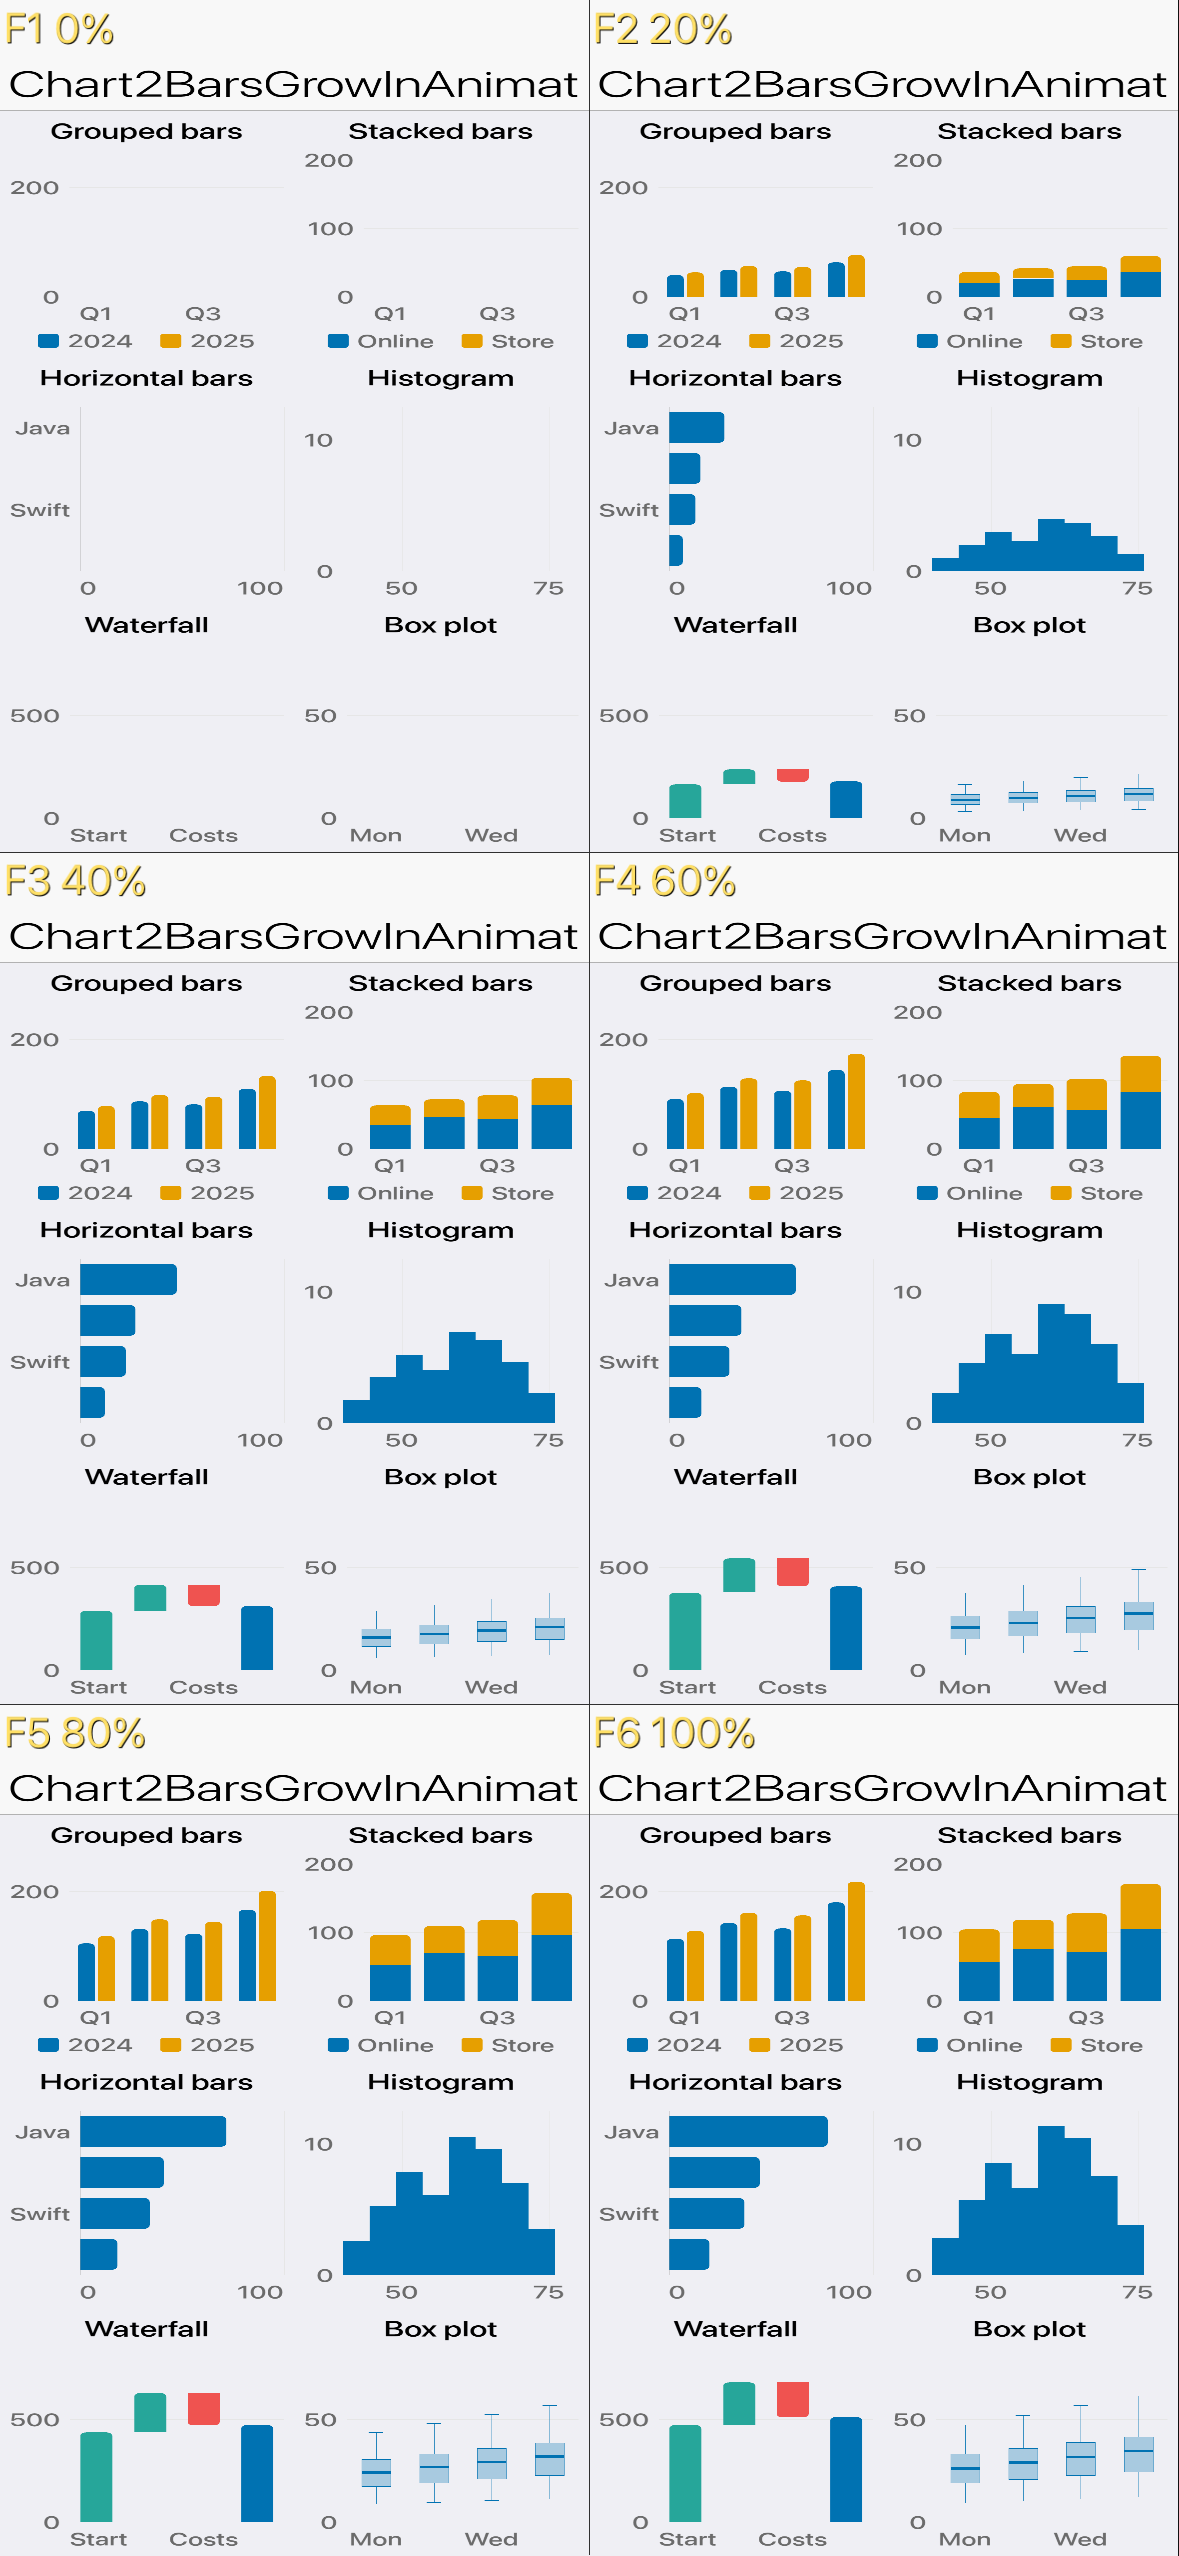 F1 0%
Chart2BarsGrowInAnimat
Grouped bars
Stacked bars
200
200
100
0
0
Q1 Q3
Q1 Q3
2024 2025
Online Store
Horizontal bars
Histogram
Java
10
Swift
0
0 100
50 75
Waterfall
Box plot
500
50
0
0
Start Costs
Mon Wed
F2 20%
Chart2BarsGrowInAnimat
Grouped bars
Stacked bars
200
200
100
0
0
Q1 Q3
Q1 Q3
2024 2025
Online Store
Horizontal bars
Histogram
Java
10
Swift
0
0 100
50 75
Waterfall
Box plot
500
50
0
0
Start Costs
Mon Wed
F3 40%
Chart2BarsGrowInAnimat
Grouped bars
Stacked bars
200
200
100
0
0
Q1 Q3
Q1 Q3
2024 2025
Online Store
Horizontal bars
Histogram
Java
10
Swift
0
0 100
50 75
Waterfall
Box plot
500
50
0
0
Start Costs
Mon Wed
F4 60%
Chart2BarsGrowInAnimat
Grouped bars
Stacked bars
200
200
100
0
0
Q1 Q3
Q1 Q3
2024 2025
Online Store
Horizontal bars
Histogram
Java
10
Swift
0
0 100
50 75
Waterfall
Box plot
500
50
0
0
Start Costs
Mon Wed
F5 80%
Chart2BarsGrowInAnimat
Grouped bars
Stacked bars
200
200
100
0
0
Q1 Q3
Q1 Q3
2024 2025
Online Store
Horizontal bars
Histogram
Java
10
Swift
0
0 100
50 75
Waterfall
Box plot
500
50
0
0
Start Costs
Mon Wed
F6 100%
Chart2BarsGrowInAnimat
Grouped bars
Stacked bars
200
200
100
0
0
Q1 Q3
Q1 Q3
2024 2025
Online Store
Horizontal bars
Histogram
Java
10
Swift
0
0 100
50 75
Waterfall
Box plot
500
50
0
0
Start Costs
Mon Wed